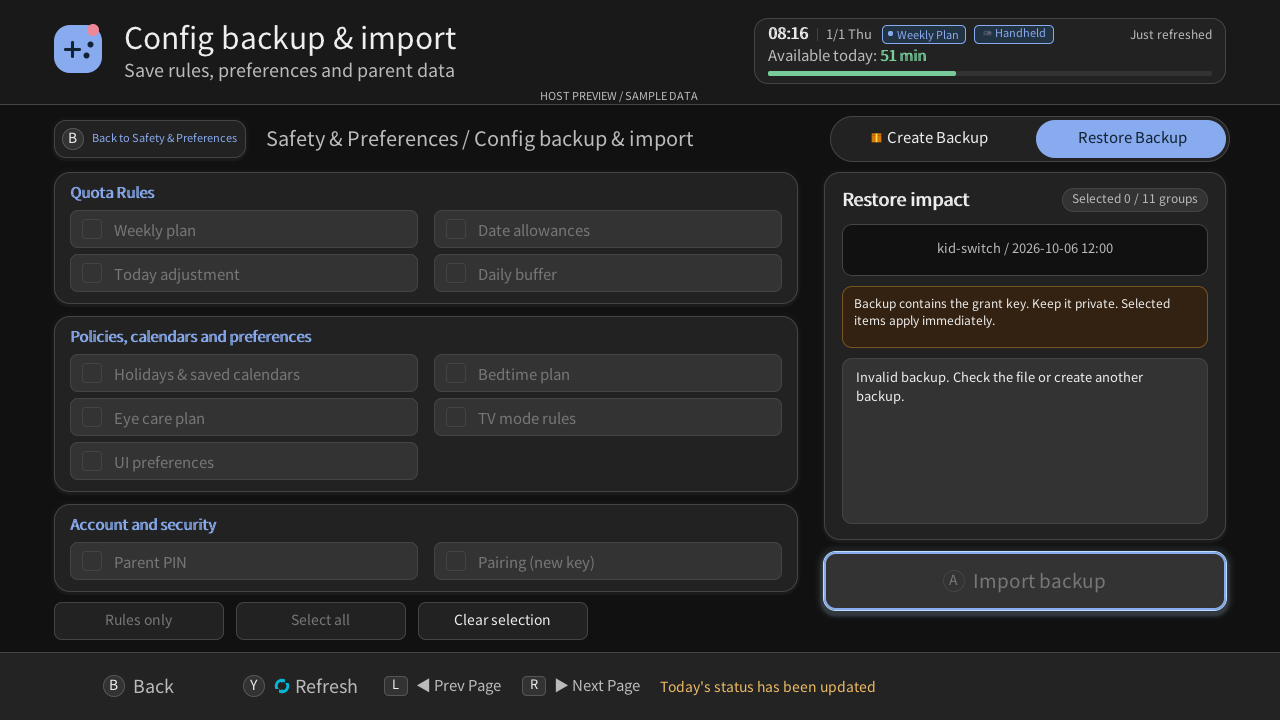 Config backup & import
Save rules, preferences and parent data
08:16 1/1 Thu Weekly Plan Handheld Just refreshed
Available today: 51 min
HOST PREVIEW / SAMPLE DATA
B Back to Safety & Preferences
Safety & Preferences / Config backup & import
Create Backup
Restore Backup
Quota Rules
Weekly plan
Date allowances
Today adjustment
Daily buffer
Policies, calendars and preferences
Holidays & saved calendars
Bedtime plan
Eye care plan
TV mode rules
UI preferences
Account and security
Parent PIN
Pairing (new key)
Rules only
Select all
Clear selection
Restore impact
Selected 0 / 11 groups
kid-switch / 2026-10-06 12:00
Backup contains the grant key. Keep it private. Selected
items apply immediately.
Invalid backup. Check the file or create another
backup.
A Import backup
B Back
Y Refresh
L ◀ Prev Page
R ▶ Next Page
Today's status has been updated